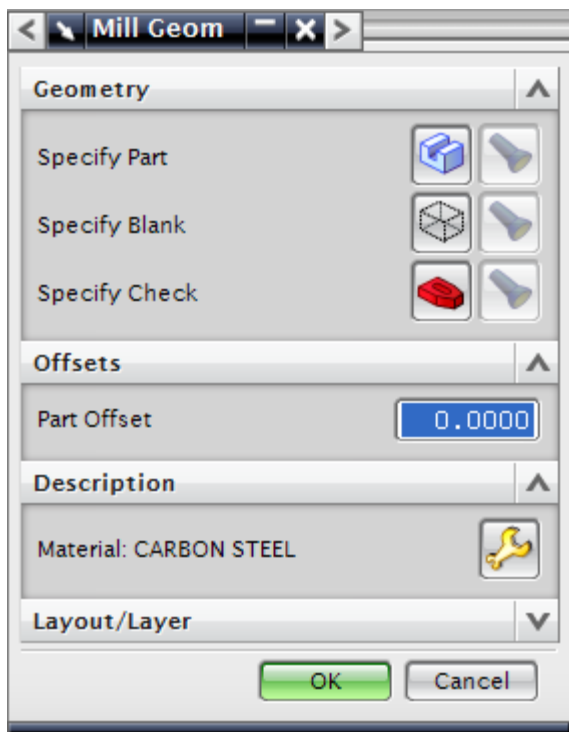 Mill Geom
Geometry
Specify Part
Specify Blank
Specify Check
Offsets
Part Offset 0.0000
Description
Material: CARBON STEEL
Layout/Layer
OK Cancel